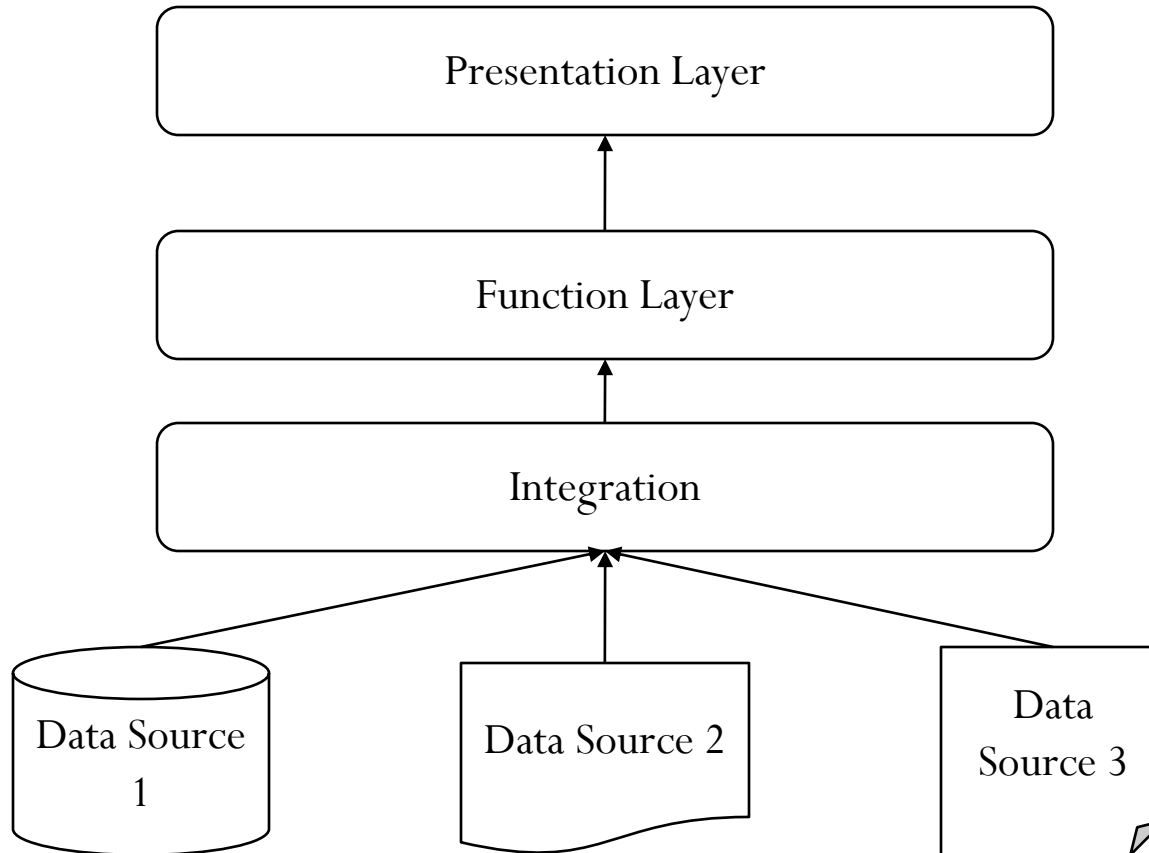 Presentation Layer
Function Layer
Integration
Data Source
1
Data Source 2
Data
Source 3